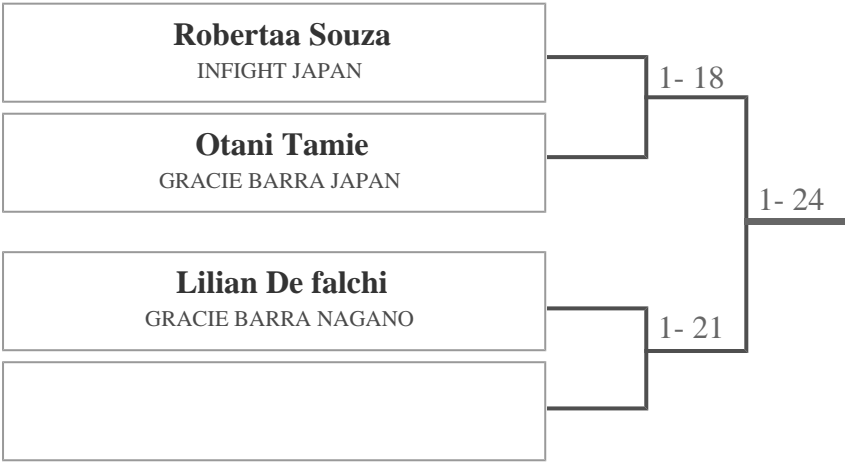 Robertaa Souza
INFIGHT JAPAN
1- 18
Otani Tamie
GRACIE BARRA JAPAN
1- 24
Lilian De falchi
GRACIE BARRA NAGANO
1- 21